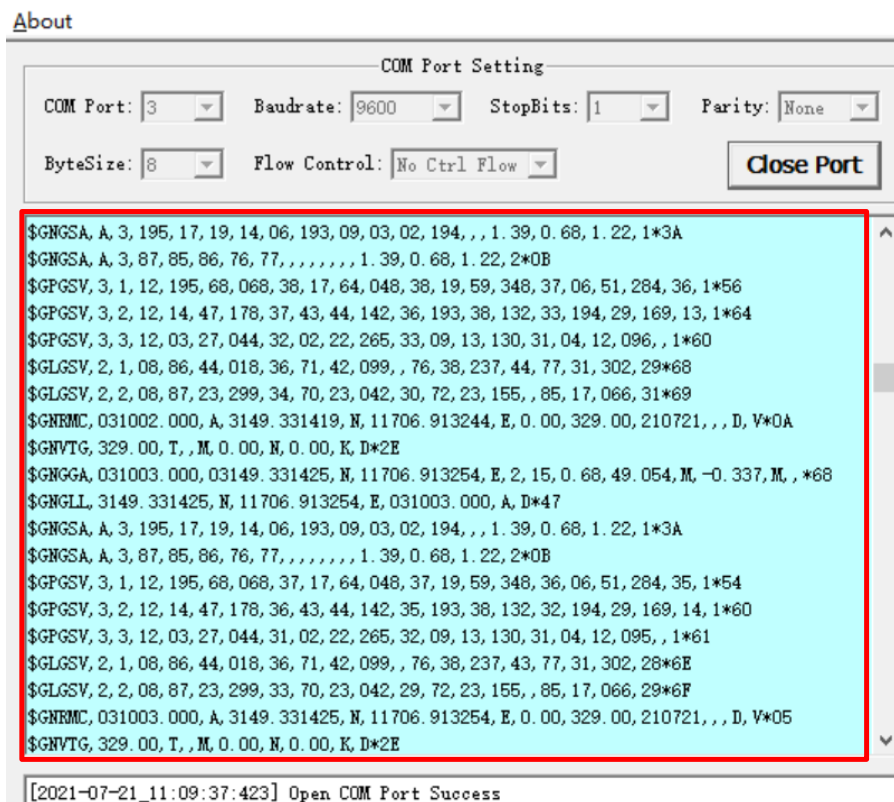 About
COM Port Setting
COM Port: 3 Baudrate: 9600 StopBits: 1 Parity: None
ByteSize: 8 Flow Control: No Ctrl Flow Close Port
$GNGSA, A, 3, 195, 17, 19, 14, 06, 193, 09, 03, 02, 194, , , 1.39, 0.68, 1.22, 1*3A
$GNGSA, A, 3, 87, 85, 86, 76, 77, , , , , , , , 1.39, 0.68, 1.22, 2*0B
$GPGSV, 3, 1, 12, 195, 68, 068, 38, 17, 64, 048, 38, 19, 59, 348, 37, 06, 51, 284, 36, 1*56
$GPGSV, 3, 2, 12, 14, 47, 178, 37, 43, 44, 142, 36, 193, 38, 132, 33, 194, 29, 169, 13, 1*64
$GPGSV, 3, 3, 12, 03, 27, 044, 32, 02, 22, 265, 33, 09, 13, 130, 31, 04, 12, 096, , 1*60
$GLGSV, 2, 1, 08, 86, 44, 018, 36, 71, 42, 099, , 76, 38, 237, 44, 77, 31, 302, 29*68
$GLGSV, 2, 2, 08, 87, 23, 299, 34, 70, 23, 042, 30, 72, 23, 155, , 85, 17, 066, 31*69
$GNRMC, 031002.000, A, 3149.331419, N, 11706.913244, E, 0.00, 329.00, 210721, , , D, V*0A
$GNVTG, 329.00, T, , M, 0.00, N, 0.00, K, D*2E
$GNGGA, 031003.000, 03149.331425, N, 11706.913254, E, 2, 15, 0.68, 49.054, M, -0.337, M, , *68
$GNGLL, 3149.331425, N, 11706.913254, E, 031003.000, A, D*47
$GNGSA, A, 3, 195, 17, 19, 14, 06, 193, 09, 03, 02, 194, , , 1.39, 0.68, 1.22, 1*3A
$GNGSA, A, 3, 87, 85, 86, 76, 77, , , , , , , , 1.39, 0.68, 1.22, 2*0B
$GPGSV, 3, 1, 12, 195, 68, 068, 37, 17, 64, 048, 37, 19, 59, 348, 36, 06, 51, 284, 35, 1*54
$GPGSV, 3, 2, 12, 14, 47, 178, 36, 43, 44, 142, 35, 193, 38, 132, 32, 194, 29, 169, 14, 1*60
$GPGSV, 3, 3, 12, 03, 27, 044, 31, 02, 22, 265, 32, 09, 13, 130, 31, 04, 12, 095, , 1*61
$GLGSV, 2, 1, 08, 86, 44, 018, 36, 71, 42, 099, , 76, 38, 237, 43, 77, 31, 302, 28*6E
$GLGSV, 2, 2, 08, 87, 23, 299, 33, 70, 23, 042, 29, 72, 23, 155, , 85, 17, 066, 29*6F
$GNRMC, 031003.000, A, 3149.331425, N, 11706.913254, E, 0.00, 329.00, 210721, , , D, V*05
$GNVTG, 329.00, T, , M, 0.00, N, 0.00, K, D*2E
[2021-07-21_11:09:37:423] Open COM Port Success